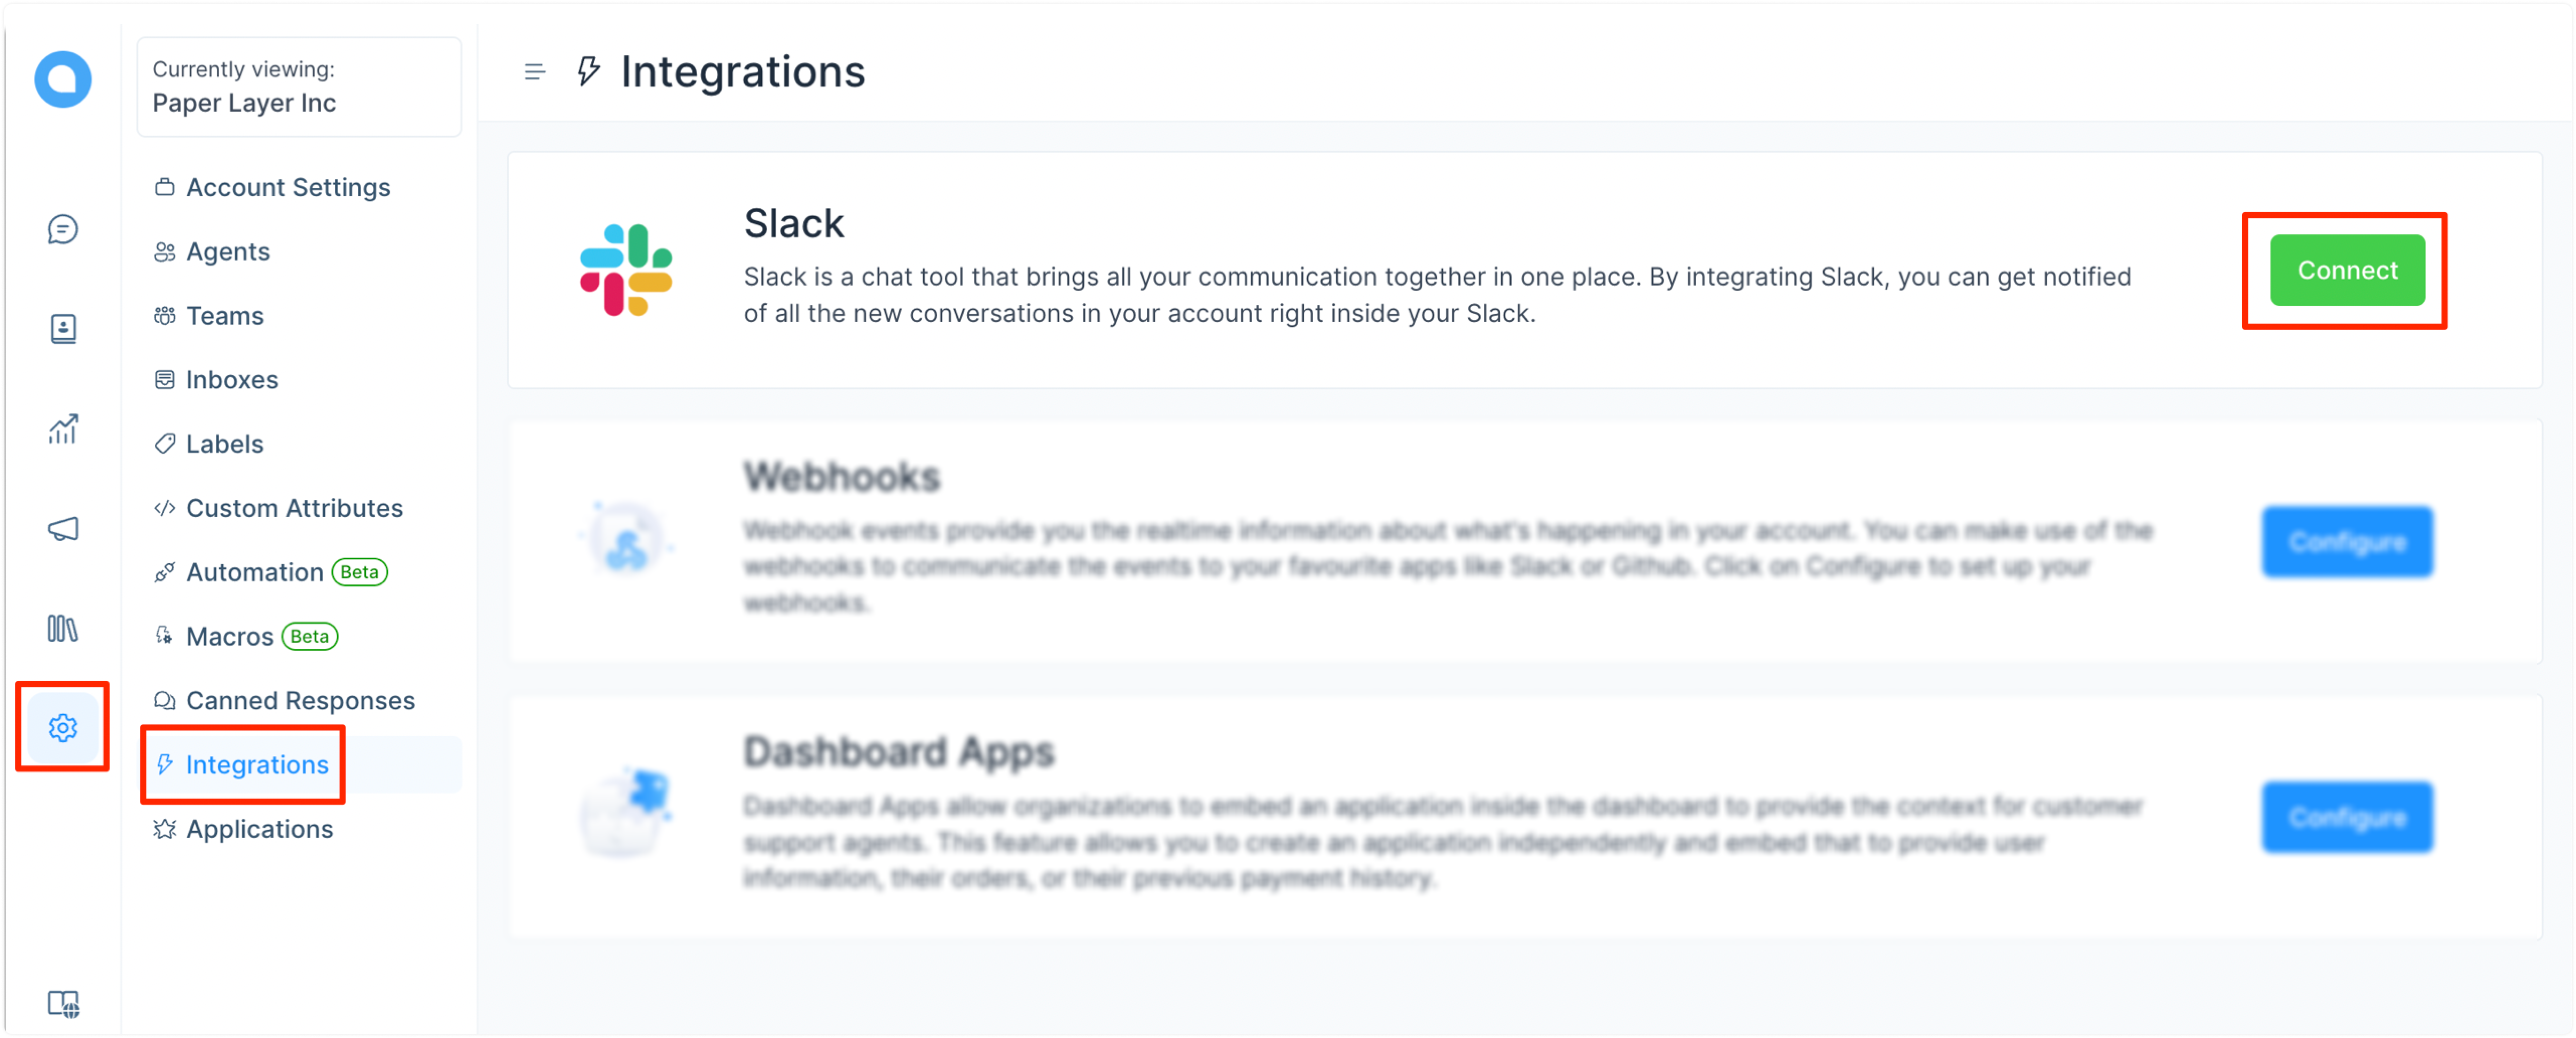 Currently viewing:
Paper Layer Inc
Account Settings
Agents
Teams
Inboxes
Labels
Custom Attributes
Automation Beta
Macros Beta
Canned Responses
Integrations
Applications
Integrations
Slack
Slack is a chat tool that brings all your communication together in one place. By integrating Slack, you can get notified
of all the new conversations in your account right inside your Slack.
Connect
Webhooks
Webhook events provide you the realtime information about what's happening in your account. You can make use of the
webhooks to communicate the events to your favourite apps like Slack or Github. Click on Configure to set up your
webhooks.
Configure
Dashboard Apps
Dashboard Apps allow organizations to embed an application inside the dashboard to provide the context for customer
support agents. This feature allows you to create an application independently and embed that to provide user
information, their orders, or their previous payment history.
Configure